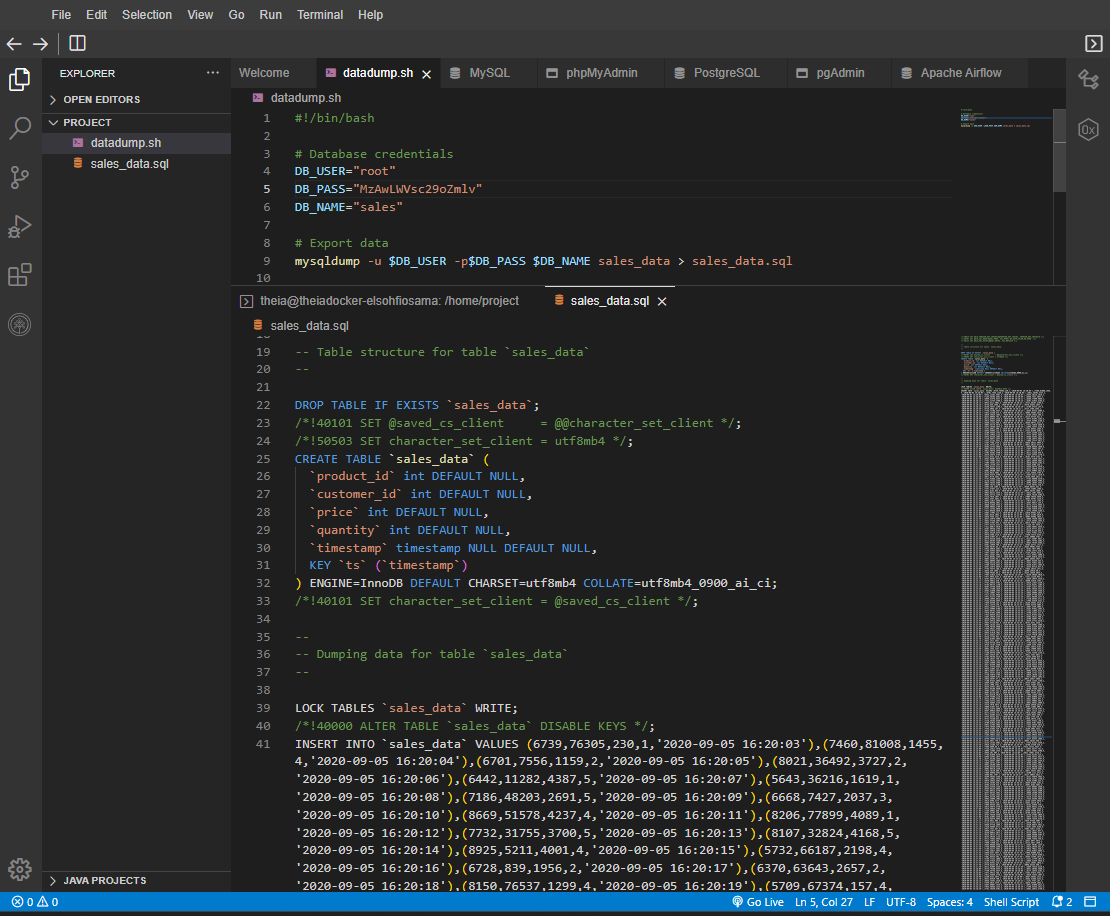 File Edit Selection View Go Run Terminal Help
EXPLORER
OPEN EDITORS
PROJECT
datadump.sh
sales_data.sql
JAVA PROJECTS
Welcome datadump.sh MySQL phpMyAdmin PostgreSQL pgAdmin Apache Airflow
datadump.sh
1 #!/bin/bash
2
3 # Database credentials
4 DB_USER="root"
5 DB_PASS="MzAwLWVsc29oZmlv"
6 DB_NAME="sales"
7
8 # Export data
9 mysqldump -u $DB_USER -p$DB_PASS $DB_NAME sales_data > sales_data.sql
10
theia@theiadocker-elsohfiosama: /home/project sales_data.sql
sales_data.sql
19 -- Table structure for table `sales_data`
20 --
21
22 DROP TABLE IF EXISTS `sales_data`;
23 /*!40101 SET @saved_cs_client     = @@character_set_client */;
24 /*!50503 SET character_set_client = utf8mb4 */;
25 CREATE TABLE `sales_data` (
26   `product_id` int DEFAULT NULL,
27   `customer_id` int DEFAULT NULL,
28   `price` int DEFAULT NULL,
29   `quantity` int DEFAULT NULL,
30   `timestamp` timestamp NULL DEFAULT NULL,
31   KEY `ts` (`timestamp`)
32 ) ENGINE=InnoDB DEFAULT CHARSET=utf8mb4 COLLATE=utf8mb4_0900_ai_ci;
33 /*!40101 SET character_set_client = @saved_cs_client */;
34
35 --
36 -- Dumping data for table `sales_data`
37 --
38
39 LOCK TABLES `sales_data` WRITE;
40 /*!40000 ALTER TABLE `sales_data` DISABLE KEYS */;
41 INSERT INTO `sales_data` VALUES (6739,76305,230,1,'2020-09-05 16:20:03'),(7460,81008,1455,
4,'2020-09-05 16:20:04'),(6701,7556,1159,2,'2020-09-05 16:20:05'),(8021,36492,3727,2,
'2020-09-05 16:20:06'),(6442,11282,4387,5,'2020-09-05 16:20:07'),(5643,36216,1619,1,
'2020-09-05 16:20:08'),(7186,48203,2691,5,'2020-09-05 16:20:09'),(6668,7427,2037,3,
'2020-09-05 16:20:10'),(8669,51578,4237,4,'2020-09-05 16:20:11'),(8206,77899,4089,1,
'2020-09-05 16:20:12'),(7732,31755,3700,5,'2020-09-05 16:20:13'),(8107,32824,4168,5,
'2020-09-05 16:20:14'),(8925,5211,4001,4,'2020-09-05 16:20:15'),(5732,66187,2198,4,
'2020-09-05 16:20:16'),(6728,839,1956,2,'2020-09-05 16:20:17'),(6370,63643,2657,2,
'2020-09-05 16:20:18'),(8150,76537,1299,4,'2020-09-05 16:20:19'),(5709,67374,157,4,
0 0 Go Live Ln 5, Col 27 LF UTF-8 Spaces: 4 Shell Script 2